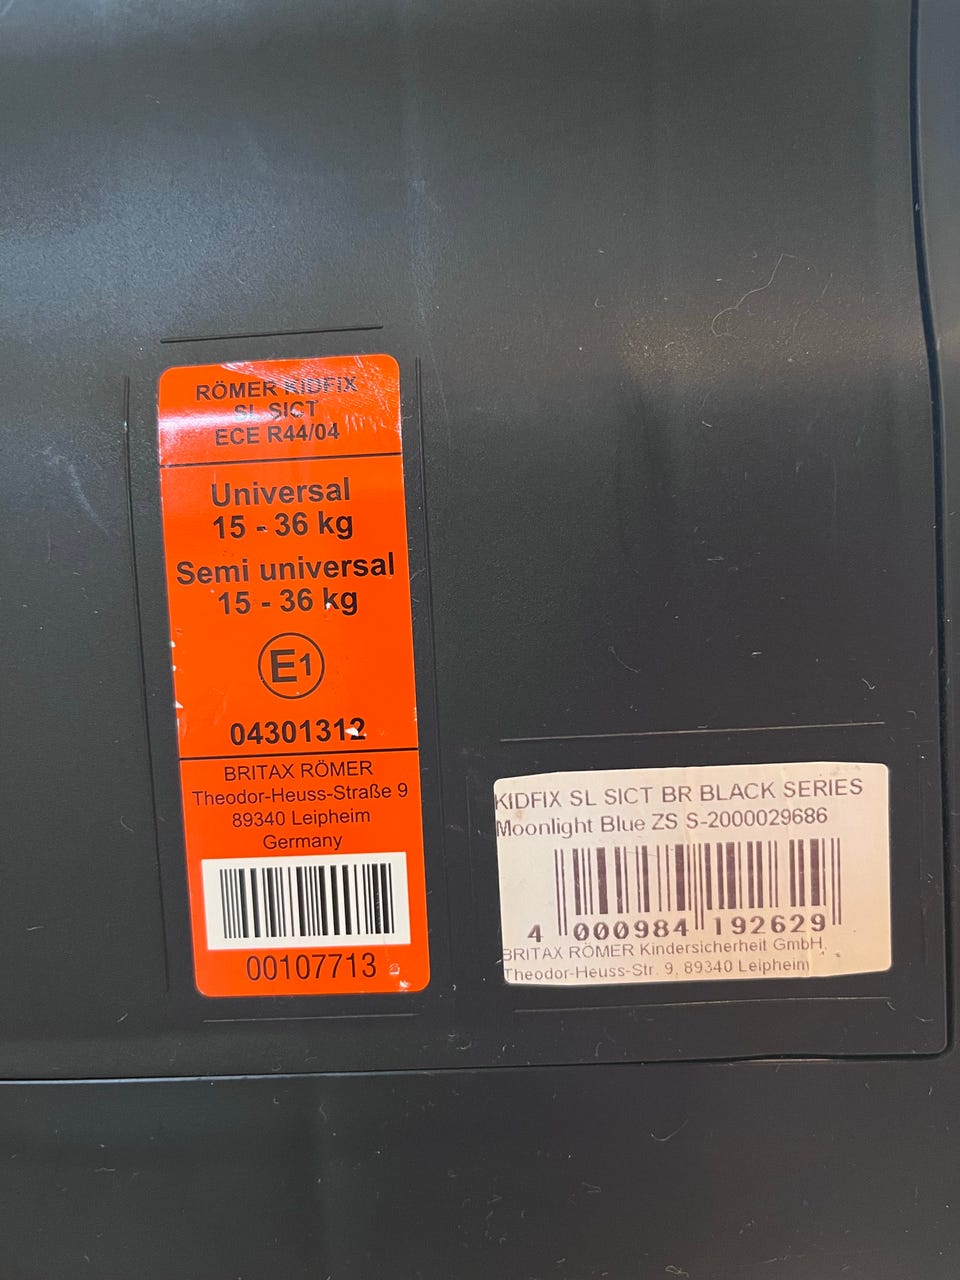 RÖMER KIDFIX
SL SICT
ECE R44/04
Universal
15 - 36 kg
Semi universal
15 - 36 kg
E1
04301312
BRITAX RÖMER
Theodor-Heuss-Straße 9
89340 Leipheim
Germany
00107713
KIDFIX SL SICT BR BLACK SERIES
Moonlight Blue ZS S-2000029686
4 000984 192629
BRITAX RÖMER Kindersicherheit GmbH,
Theodor-Heuss-Str. 9, 89340 Leipheim